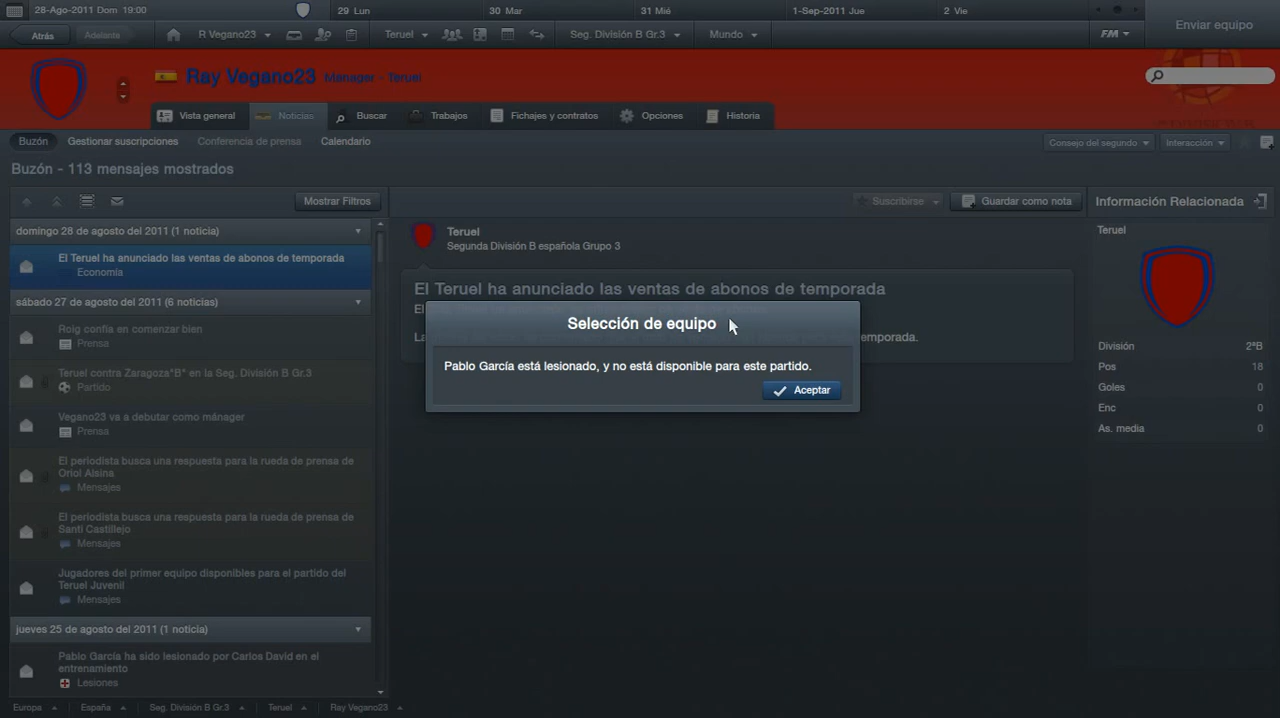 28-Ago-2011 Dom 19:00
29 Lun
30 Mar
31 Mié
1-Sep-2011 Jue
2 Vie
Atrás
Adelante
R Vegano23
Teruel
Seg. División B Gr.3
Mundo
FM
Enviar equipo
Ray Vegano23 Mánager - Teruel
Vista general
Noticias
Buscar
Trabajos
Fichajes y contratos
Opciones
Historia
Buzón
Gestionar suscripciones
Conferencia de prensa
Calendario
Consejo del segundo
Interacción
Buzón - 113 mensajes mostrados
Mostrar Filtros
Suscribirse
Guardar como nota
Información Relacionada
domingo 28 de agosto del 2011 (1 noticia)
El Teruel ha anunciado las ventas de abonos de temporada
Economía
sábado 27 de agosto del 2011 (6 noticias)
Roig confía en comenzar bien
Prensa
Teruel contra Zaragoza"B" en la Seg. División B Gr.3
Partido
Vegano23 va a debutar como mánager
Prensa
El periodista busca una respuesta para la rueda de prensa de
Oriol Alsina
Mensajes
El periodista busca una respuesta para la rueda de prensa de
Santi Castillejo
Mensajes
Jugadores del primer equipo disponibles para el partido del
Teruel Juvenil
Mensajes
jueves 25 de agosto del 2011 (1 noticia)
Pablo García ha sido lesionado por Carlos David en el
entrenamiento
Lesiones
Teruel
Segunda División B española Grupo 3
El Teruel ha anunciado las ventas de abonos de temporada
Selección de equipo
temporada.
Pablo García está lesionado, y no está disponible para este partido.
Aceptar
Teruel
División 2ªB
Pos 18
Goles 0
Enc 0
As. media 0
Europa
España
Seg. División B Gr.3
Teruel
Ray Vegano23